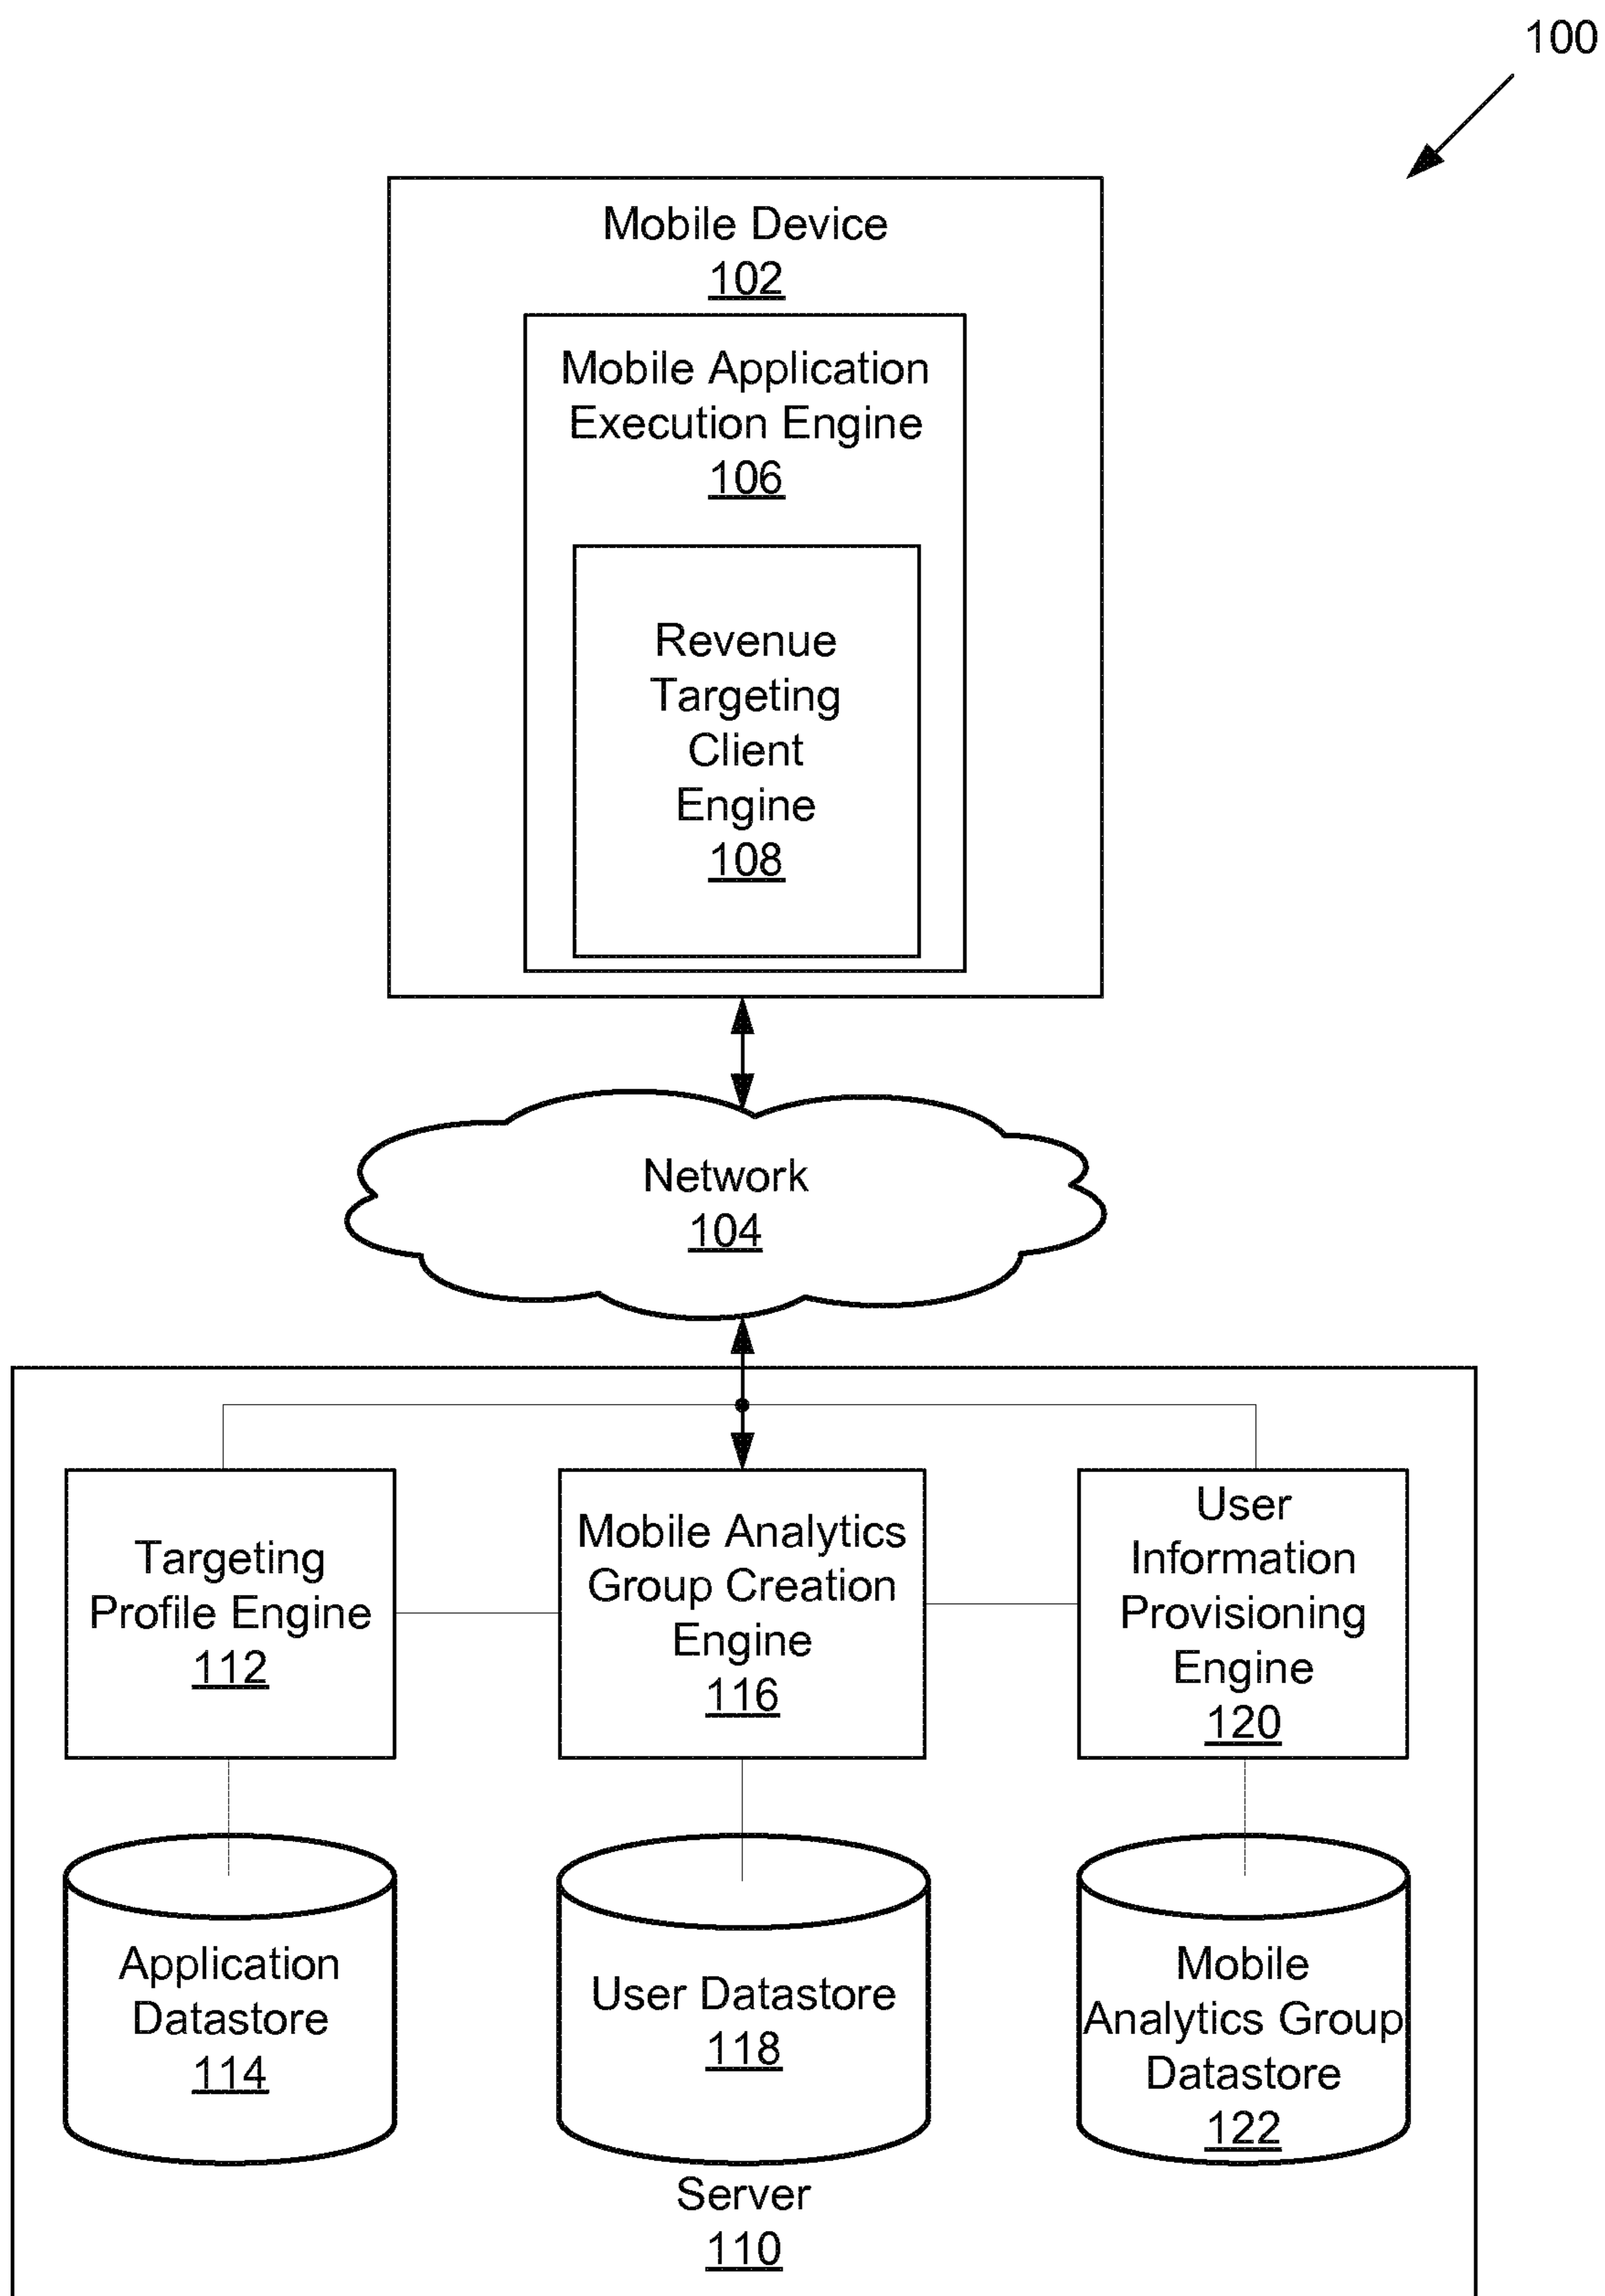 100
Mobile Device
102
Mobile Application
Execution Engine
106
Revenue
Targeting
Client
Engine
108
Network
104
Targeting
Profile Engine
112
Mobile Analytics
Group Creation
Engine
116
User
Information
Provisioning
Engine
120
Application
Datastore
114
User Datastore
118
Mobile
Analytics Group
Datastore
122
Server
110